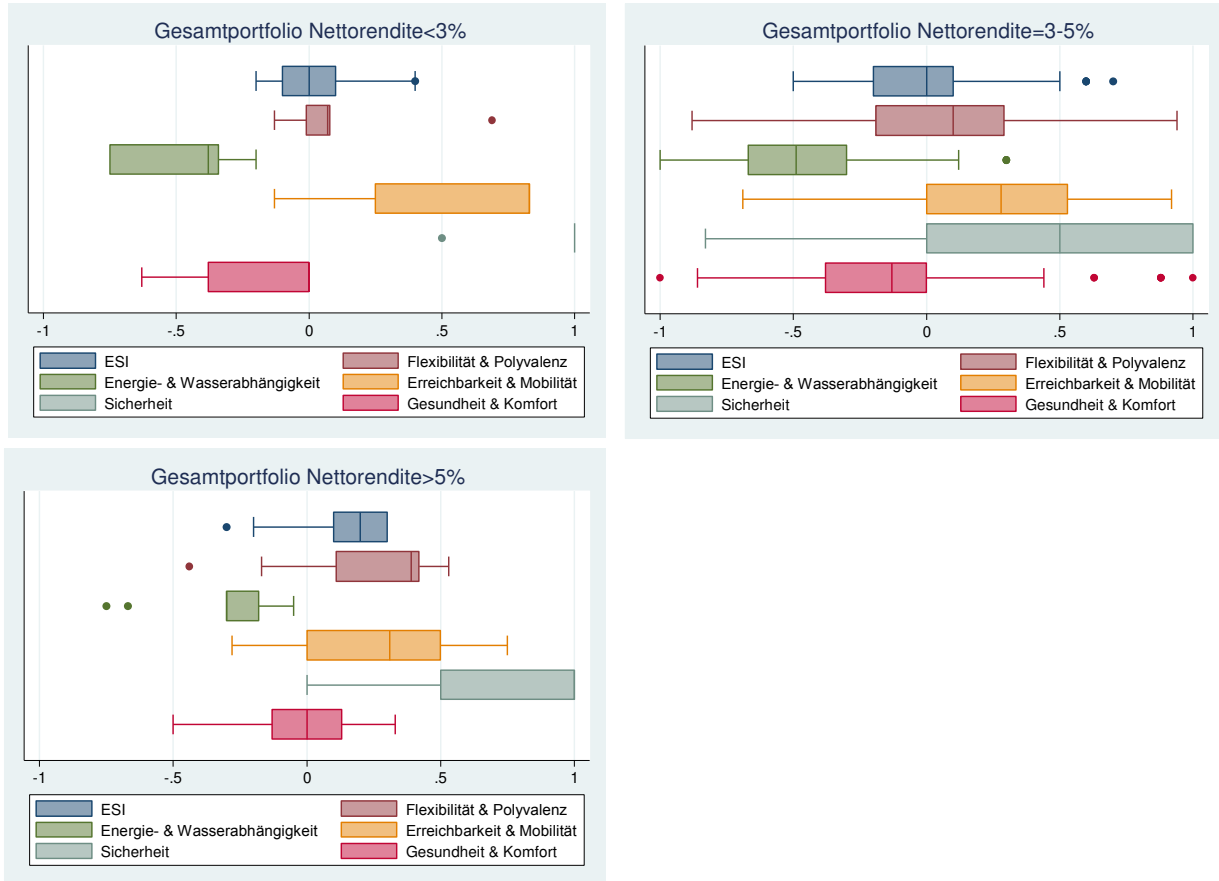 Gesamtportfolio Nettorendite<3%
-1 -.5 0 .5 1
ESI Flexibilität & Polyvalenz
Energie- & Wasserabhängigkeit Erreichbarkeit & Mobilität
Sicherheit Gesundheit & Komfort
Gesamtportfolio Nettorendite=3-5%
-1 -.5 0 .5 1
ESI Flexibilität & Polyvalenz
Energie- & Wasserabhängigkeit Erreichbarkeit & Mobilität
Sicherheit Gesundheit & Komfort
Gesamtportfolio Nettorendite>5%
-1 -.5 0 .5 1
ESI Flexibilität & Polyvalenz
Energie- & Wasserabhängigkeit Erreichbarkeit & Mobilität
Sicherheit Gesundheit & Komfort